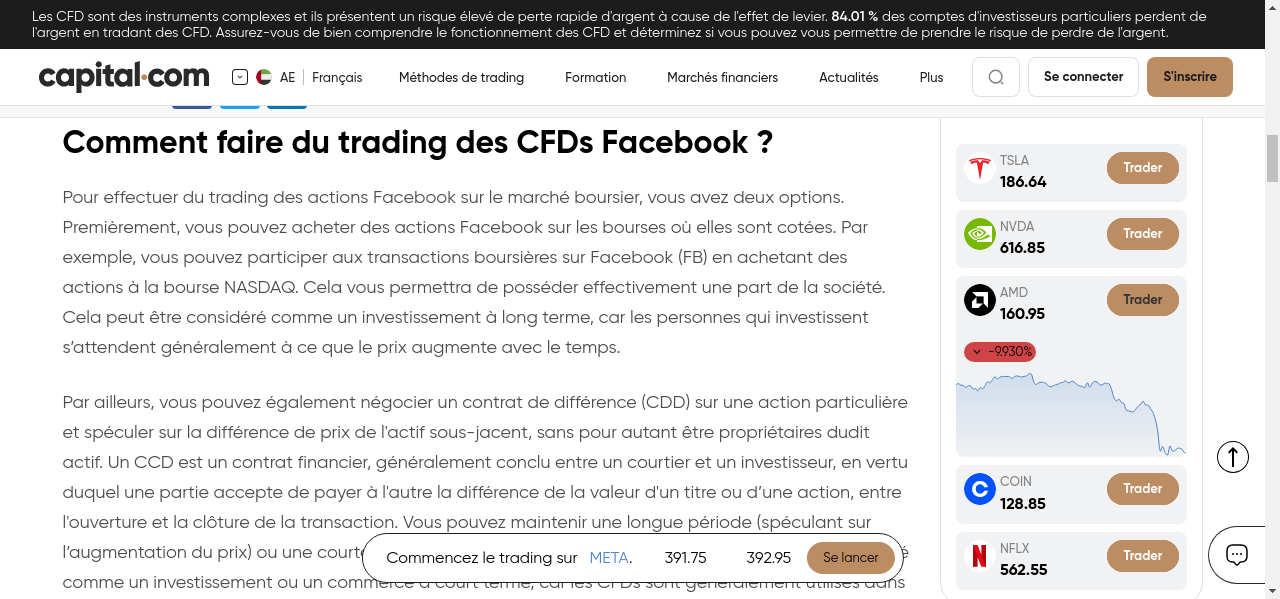 Les CFD sont des instruments complexes et ils présentent un risque élevé de perte rapide d'argent à cause de l'effet de levier. 84.01 % des comptes d'investisseurs particuliers perdent de
l'argent en tradant des CFD. Assurez-vous de bien comprendre le fonctionnement des CFD et déterminez si vous pouvez vous permettre de prendre le risque de perdre de l'argent.
capital.com
AE
Français
Méthodes de trading
Formation
Marchés financiers
Actualités
Plus
Se connecter
S'inscrire
Comment faire du trading des CFDs Facebook ?
Pour effectuer du trading des actions Facebook sur le marché boursier, vous avez deux options.
Premièrement, vous pouvez acheter des actions Facebook sur les bourses où elles sont cotées. Par
exemple, vous pouvez participer aux transactions boursières sur Facebook (FB) en achetant des
actions à la bourse NASDAQ. Cela vous permettra de posséder effectivement une part de la société.
Cela peut être considéré comme un investissement à long terme, car les personnes qui investissent
s’attendent généralement à ce que le prix augmente avec le temps.
Par ailleurs, vous pouvez également négocier un contrat de différence (CDD) sur une action particulière
et spéculer sur la différence de prix de l'actif sous-jacent, sans pour autant être propriétaires dudit
actif. Un CCD est un contrat financier, généralement conclu entre un courtier et un investisseur, en vertu
duquel une partie accepte de payer à l'autre la différence de la valeur d'un titre ou d’une action, entre
l'ouverture et la clôture de la transaction. Vous pouvez maintenir une longue période (spéculant sur
l’augmentation du prix) ou une
comme un investissement ou un commerce à court terme, car les CFDs sont généralement utilisés dans
Commencez le trading sur META.
391.75
392.95
Se lancer
TSLA
186.64
Trader
NVDA
616.85
Trader
AMD
160.95
Trader
-9.930%
COIN
128.85
Trader
NFLX
562.55
Trader